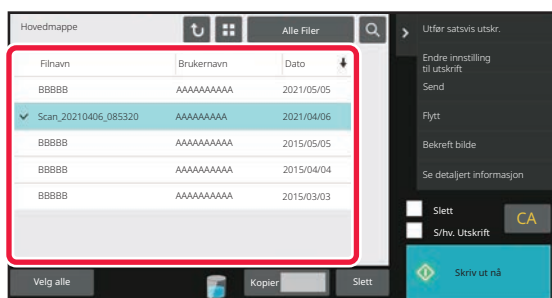 Hovedmappe
Alle Filer
Filnavn Brukernavn Dato
BBBBB AAAAAAAAAA 2021/05/05
Scan_20210406_085320 AAAAAAAAA 2021/04/06
BBBBB AAAAAAAAAA 2015/05/05
BBBBB AAAAAAAAAA 2015/04/04
BBBBB AAAAAAAAAA 2015/03/03
Velg alle
Kopier
Slett
Utfør satsvis utskr.
Endre innstilling
til utskrift
Send
Flytt
Bekreft bilde
Se detaljert informasjon
Slett
S/hv. Utskrift
CA
Skriv ut nå